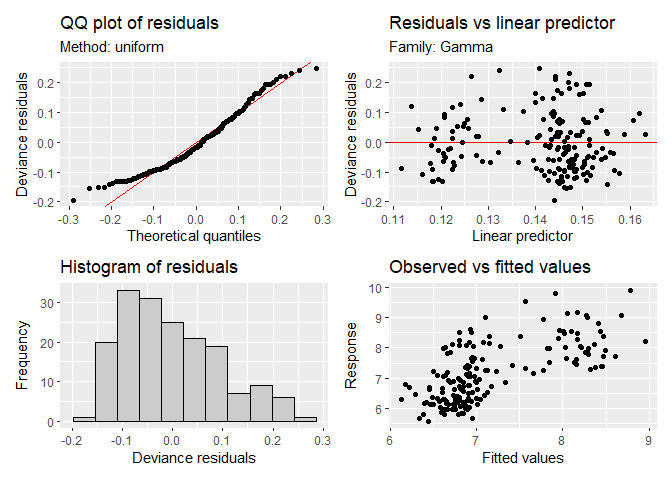 QQ plot of residuals
Method: uniform
Deviance residuals
0.2
0.1
0.0
-0.1
-0.2
-0.3 -0.2 -0.1 0.0 0.1 0.2 0.3
Theoretical quantiles
Residuals vs linear predictor
Family: Gamma
Deviance residuals
0.2
0.1
0.0
-0.1
-0.2
0.11 0.12 0.13 0.14 0.15 0.16
Linear predictor
Histogram of residuals
Frequency
30
20
10
0
-0.2 -0.1 0.0 0.1 0.2 0.3
Deviance residuals
Observed vs fitted values
Response
10
9
8
7
6
6 7 8 9
Fitted values